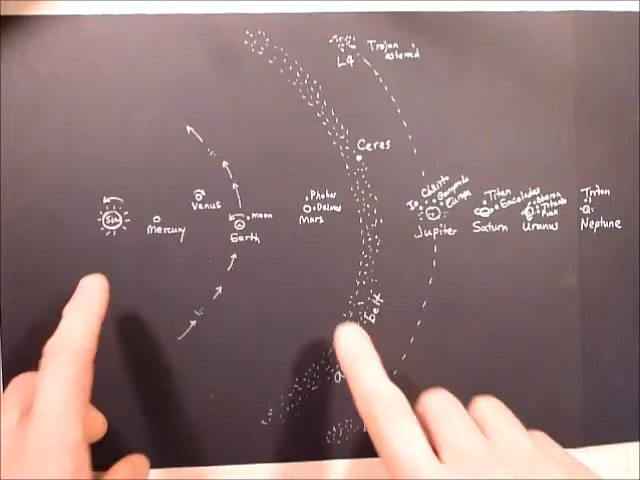 Trojan
asteroid
L4
Ceres
Sun
Mercury
Venus
moon
Earth
Phobos
Deimos
Mars
Io
Callisto
Ganymede
Europa
Jupiter
Titan
Enceladus
Saturn
Oberon
Titania
Uranus
Triton
Neptune
belt